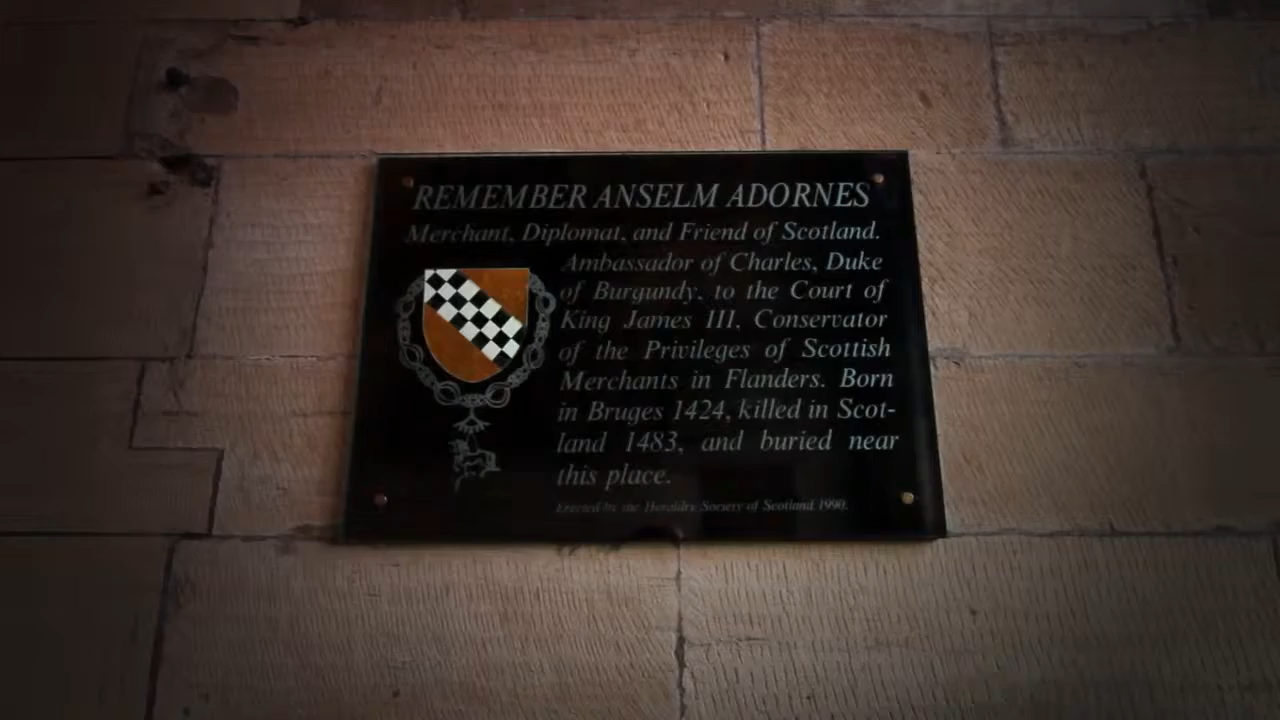 REMEMBER ANSELM ADORNES
Merchant, Diplomat, and Friend of Scotland.
Ambassador of Charles, Duke
of Burgundy, to the Court of
King James III, Conservator
of the Privileges of Scottish
Merchants in Flanders. Born
in Bruges 1424, killed in Scot-
land 1483, and buried near
this place.
Erected by the Heraldry Society of Scotland 1990.